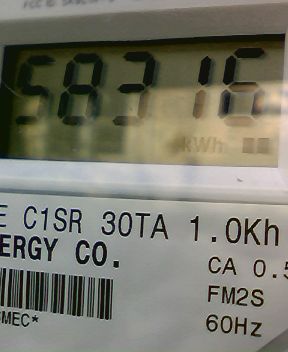 58316
kWh
E C1SR 30TA 1.0Kh
ERGY CO.
CA 0.5
FM2S
MEC*
60Hz